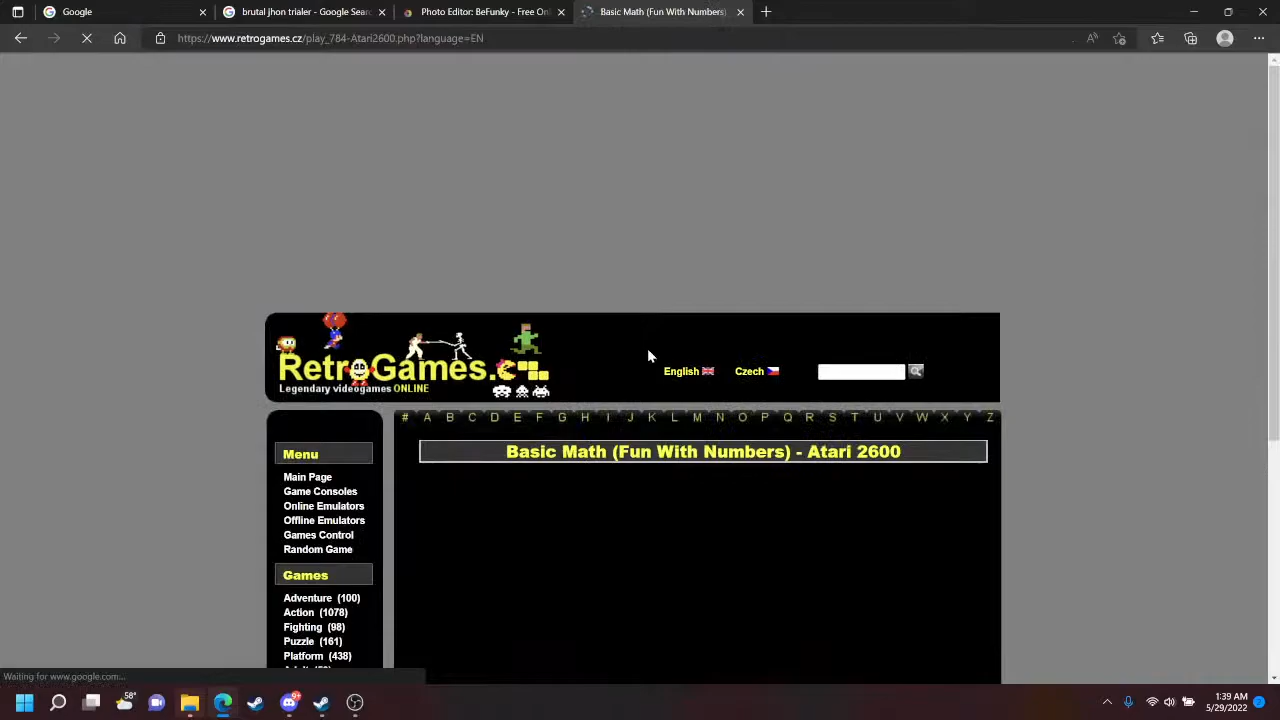 Google
brutal jhon trialer - Google Searc
Photo Editor: BeFunky - Free Onl
Basic Math (Fun With Numbers)
https://www.retrogames.cz/play_784-Atari2600.php?language=EN
RetroGames.c
Legendary videogames ONLINE
English
Czech
# A B C D E F G H I J K L M N O P Q R S T U V W X Y Z
Basic Math (Fun With Numbers) - Atari 2600
Menu
Main Page
Game Consoles
Online Emulators
Offline Emulators
Games Control
Random Game
Games
Adventure (100)
Action (1078)
Fighting (98)
Puzzle (161)
Platform (438)
Waiting for www.google.com...
58°
1:39 AM
5/29/2022